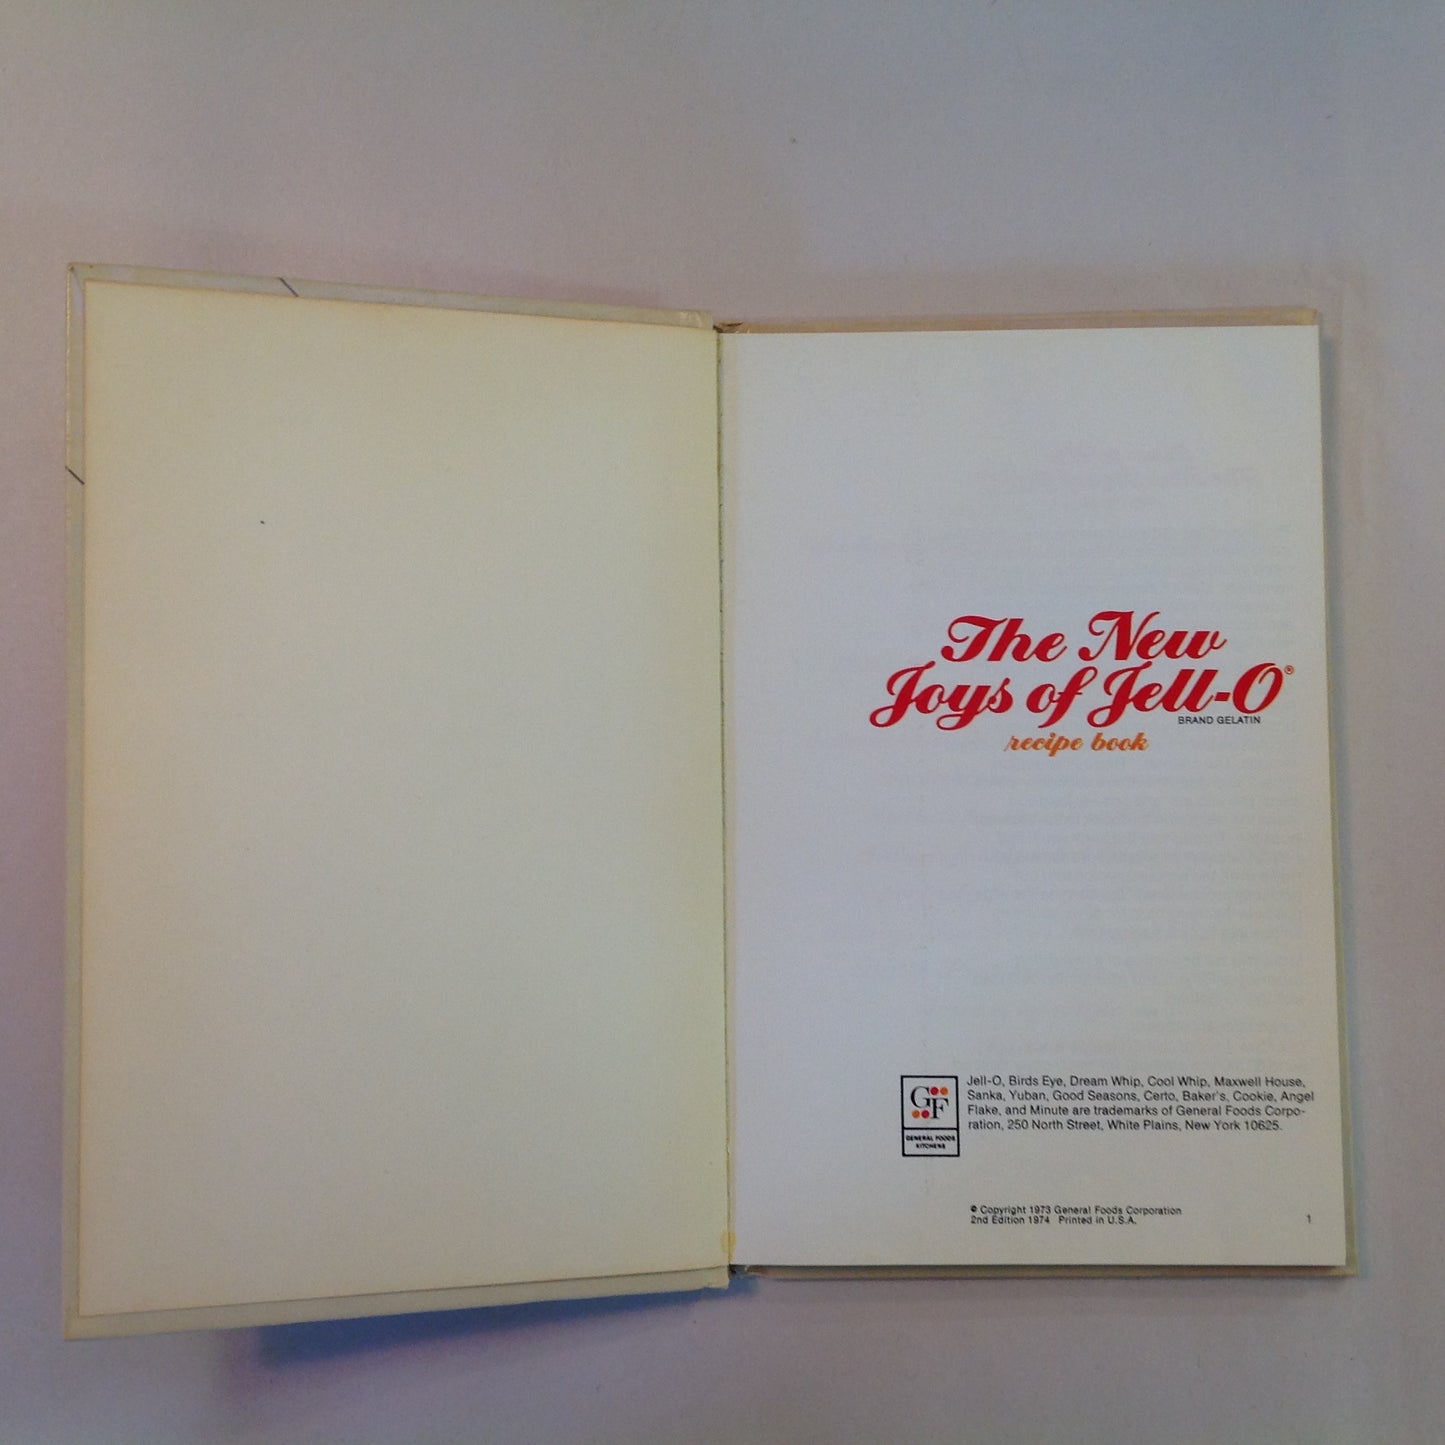 The New
Joys of Jell-O®
BRAND GELATIN
recipe book
GF
GENERAL FOODS
KITCHENS
Jell-O, Birds Eye, Dream Whip, Cool Whip, Maxwell House,
Sanka, Yuban, Good Seasons, Certo, Baker's, Cookie, Angel
Flake, and Minute are trademarks of General Foods Corpo-
ration, 250 North Street, White Plains, New York 10625.
© Copyright 1973 General Foods Corporation
2nd Edition 1974 Printed in U.S.A.
1